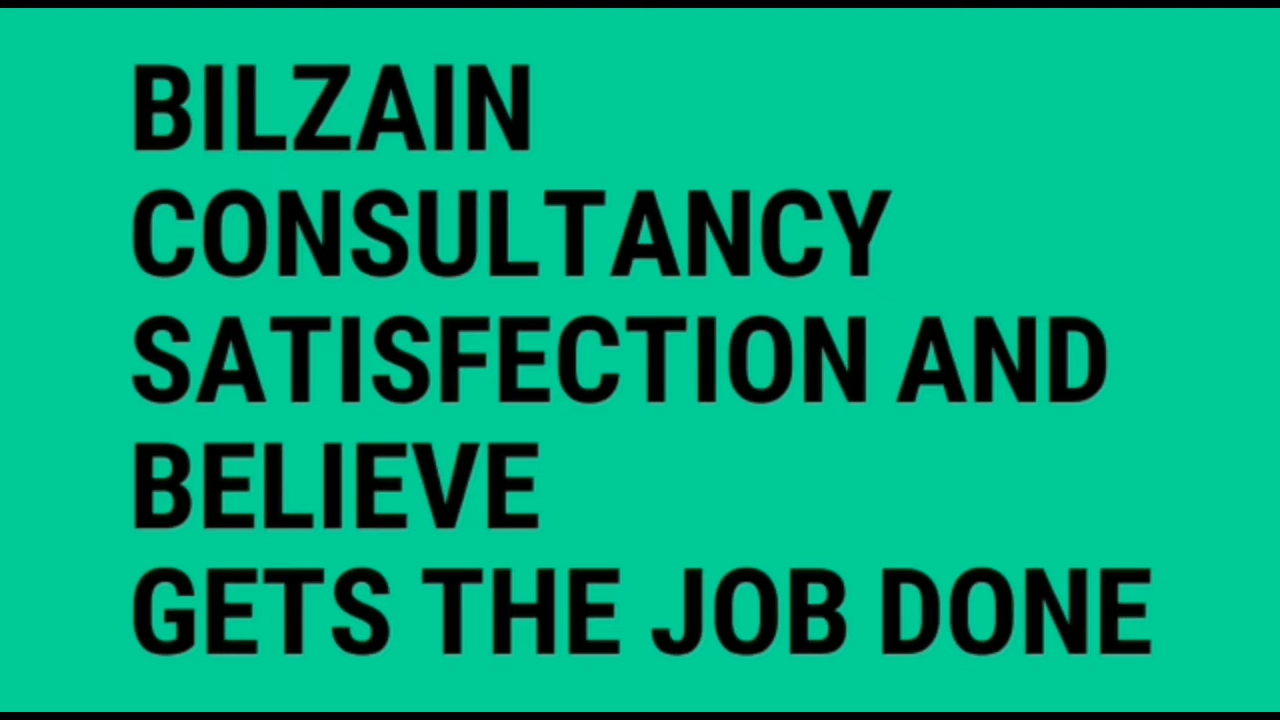 BILZAIN
CONSULTANCY
SATISFECTION AND
BELIEVE
GETS THE JOB DONE